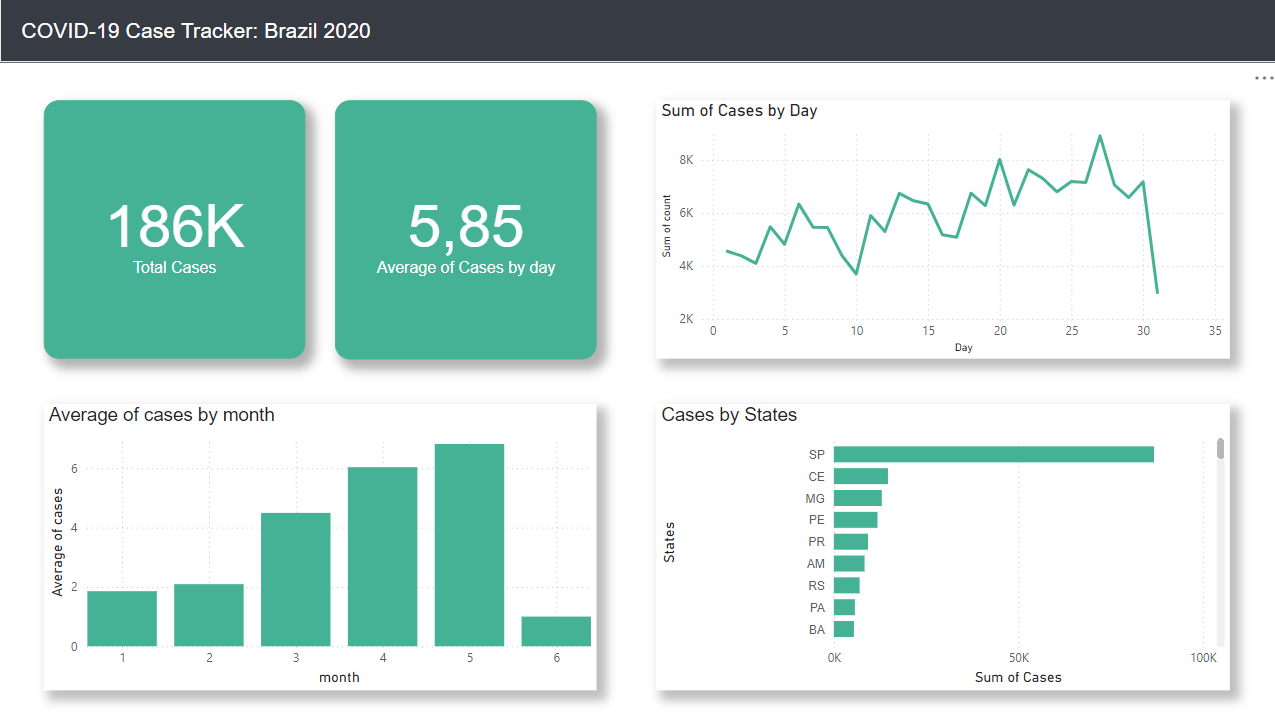 COVID-19 Case Tracker: Brazil 2020
186K
Total Cases
5,85
Average of Cases by day
Sum of Cases by Day
Sum of count
8K
6K
4K
2K
0 5 10 15 20 25 30 35
Day
Average of cases by month
Average of cases
6
4
2
0
1 2 3 4 5 6
month
Cases by States
States
SP
CE
MG
PE
PR
AM
RS
PA
BA
0K 50K 100K
Sum of Cases